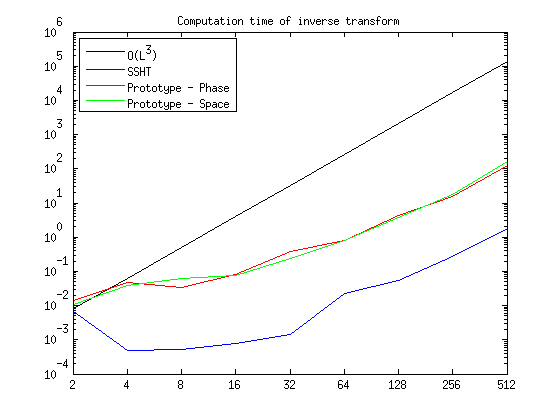 Computation time of inverse transform
10^6
10^5
10^4
10^3
10^2
10^1
10^0
10^-1
10^-2
10^-3
10^-4
O(L^3)
SSHT
Prototype - Phase
Prototype - Space
2 4 8 16 32 64 128 256 512